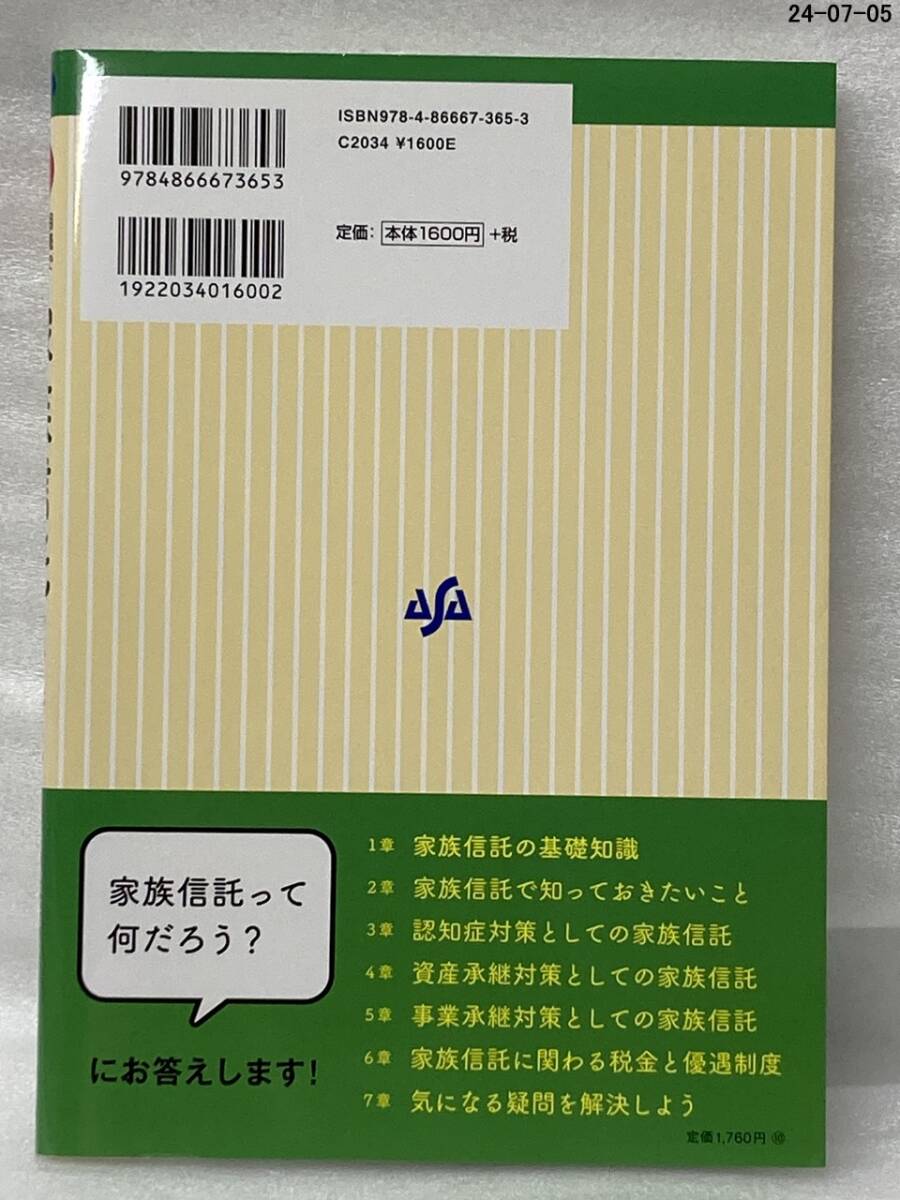 24-07-05
ISBN978-4-86667-365-3
C2034 ¥1600E
9784866673653
定価: 本体1600円 +税
1922034016002
ASA
家族信託って
何だろう?
にお答えします!
1章 家族信託の基礎知識
2章 家族信託で知っておきたいこと
3章 認知症対策としての家族信託
4章 資産承継対策としての家族信託
5章 事業承継対策としての家族信託
6章 家族信託に関わる税金と優遇制度
7章 気になる疑問を解決しよう
定価1,760円 ⑩